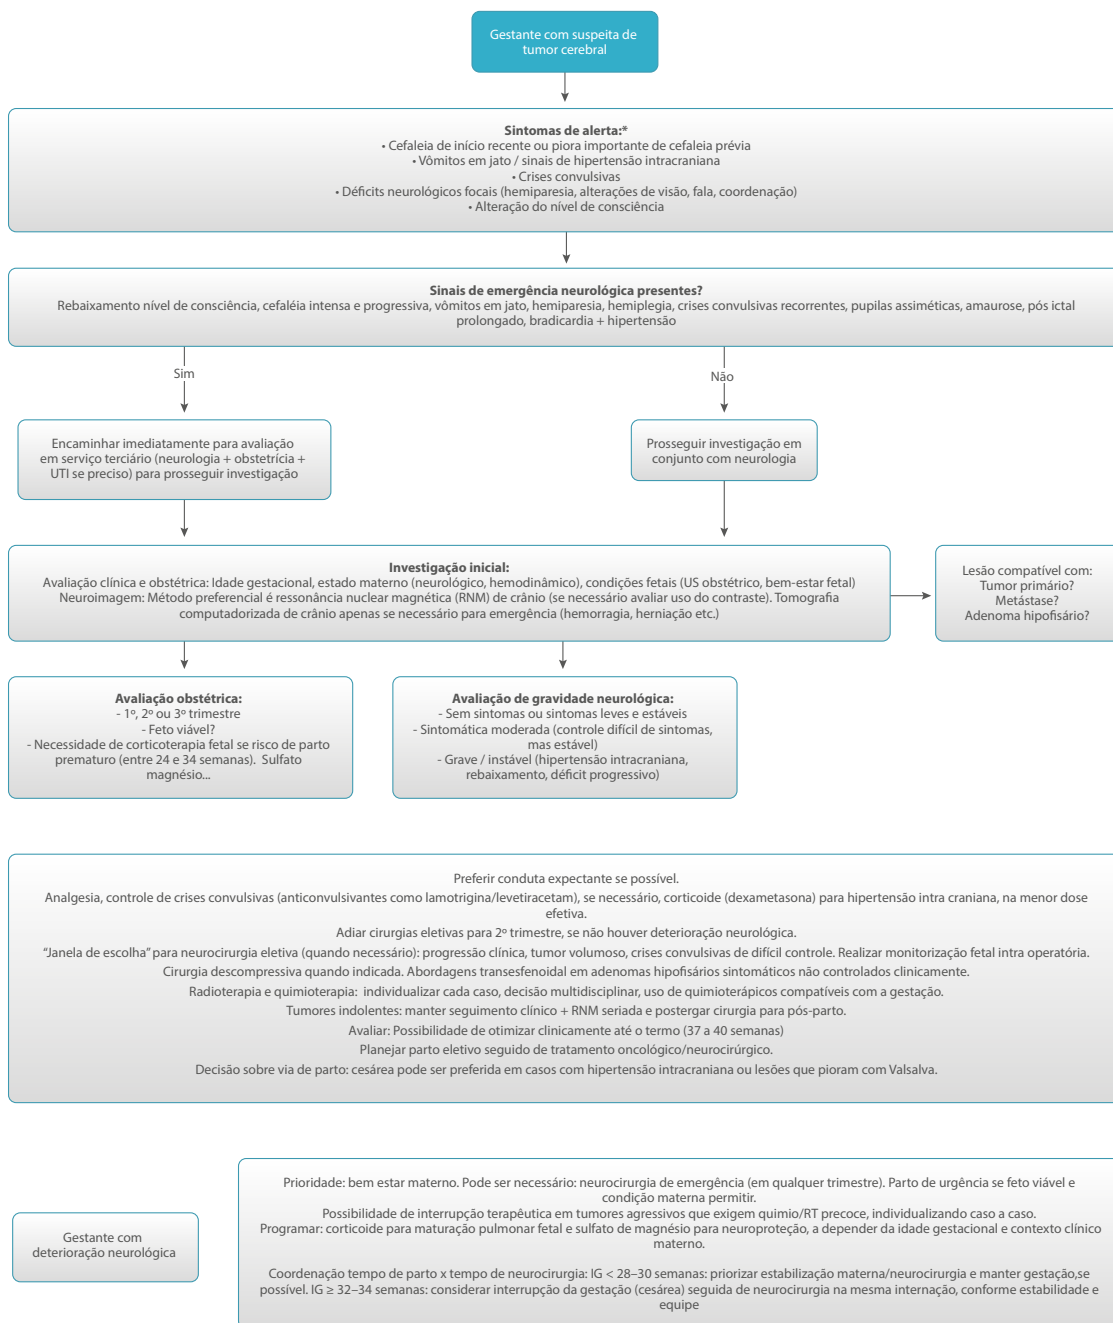 Gestante com suspeita de
tumor cerebral
Sintomas de alerta:*
• Cefaleia de início recente ou piora importante de cefaleia prévia
• Vômitos em jato / sinais de hipertensão intracraniana
• Crises convulsivas
• Déficits neurológicos focais (hemiparesia, alterações de visão, fala, coordenação)
• Alteração do nível de consciência
Sinais de emergência neurológica presentes?
Rebaixamento nível de consciência, cefaléia intensa e progressiva, vômitos em jato, hemiparesia, hemiplegia, crises convulsivas recorrentes, pupilas assiméticas, amaurose, pós ictal
prolongado, bradicardia + hipertensão
Sim
Não
Encaminhar imediatamente para avaliação
em serviço terciário (neurologia + obstetrícia +
UTI se preciso) para prosseguir investigação
Prosseguir investigação em
conjunto com neurologia
Investigação inicial:
Avaliação clínica e obstétrica: Idade gestacional, estado materno (neurológico, hemodinâmico), condições fetais (US obstétrico, bem-estar fetal)
Neuroimagem: Método preferencial é ressonância nuclear magnética (RNM) de crânio (se necessário avaliar uso do contraste). Tomografia
computadorizada de crânio apenas se necessário para emergência (hemorragia, herniação etc.)
Lesão compatível com:
Tumor primário?
Metástase?
Adenoma hipofisário?
Avaliação obstétrica:
- 1º, 2º ou 3º trimestre
- Feto viável?
- Necessidade de corticoterapia fetal se risco de parto
prematuro (entre 24 e 34 semanas). Sulfato
magnésio...
Avaliação de gravidade neurológica:
- Sem sintomas ou sintomas leves e estáveis
- Sintomática moderada (controle difícil de sintomas,
mas estável)
- Grave / instável (hipertensão intracraniana,
rebaixamento, déficit progressivo)
Preferir conduta expectante se possível.
Analgesia, controle de crises convulsivas (anticonvulsivantes como lamotrigina/levetiracetam), se necessário, corticoide (dexametasona) para hipertensão intra craniana, na menor dose
efetiva.
Adiar cirurgias eletivas para 2º trimestre, se não houver deterioração neurológica.
“Janela de escolha” para neurocirurgia eletiva (quando necessário): progressão clínica, tumor volumoso, crises convulsivas de difícil controle. Realizar monitorização fetal intra operatória.
Cirurgia descompressiva quando indicada. Abordagens transesfenoidal em adenomas hipofisários sintomáticos não controlados clinicamente.
Radioterapia e quimioterapia: individualizar cada caso, decisão multidisciplinar, uso de quimioterápicos compatíveis com a gestação.
Tumores indolentes: manter seguimento clínico + RNM seriada e postergar cirurgia para pós-parto.
Avaliar: Possibilidade de otimizar clinicamente até o termo (37 a 40 semanas)
Planejar parto eletivo seguido de tratamento oncológico/neurocirúrgico.
Decisão sobre via de parto: cesárea pode ser preferida em casos com hipertensão intracraniana ou lesões que pioram com Valsalva.
Gestante com
deterioração neurológica
Prioridade: bem estar materno. Pode ser necessário: neurocirurgia de emergência (em qualquer trimestre). Parto de urgência se feto viável e
condição materna permitir.
Possibilidade de interrupção terapêutica em tumores agressivos que exigem quimio/RT precoce, individualizando caso a caso.
Programar: corticoide para maturação pulmonar fetal e sulfato de magnésio para neuroproteção, a depender da idade gestacional e contexto clínico
materno.
Coordenação tempo de parto x tempo de neurocirurgia: IG < 28–30 semanas: priorizar estabilização materna/neurocirurgia e manter gestação,se
possível. IG ≥ 32–34 semanas: considerar interrupção da gestação (cesárea) seguida de neurocirurgia na mesma internação, conforme estabilidade e
equipe